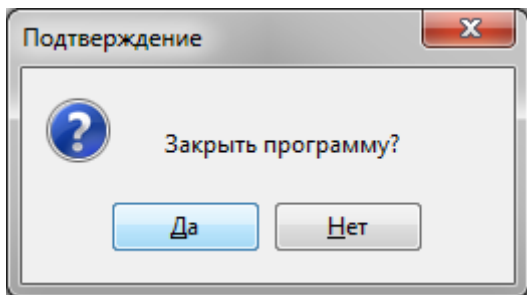 Подтверждение
Закрыть программу?
Да
Нет